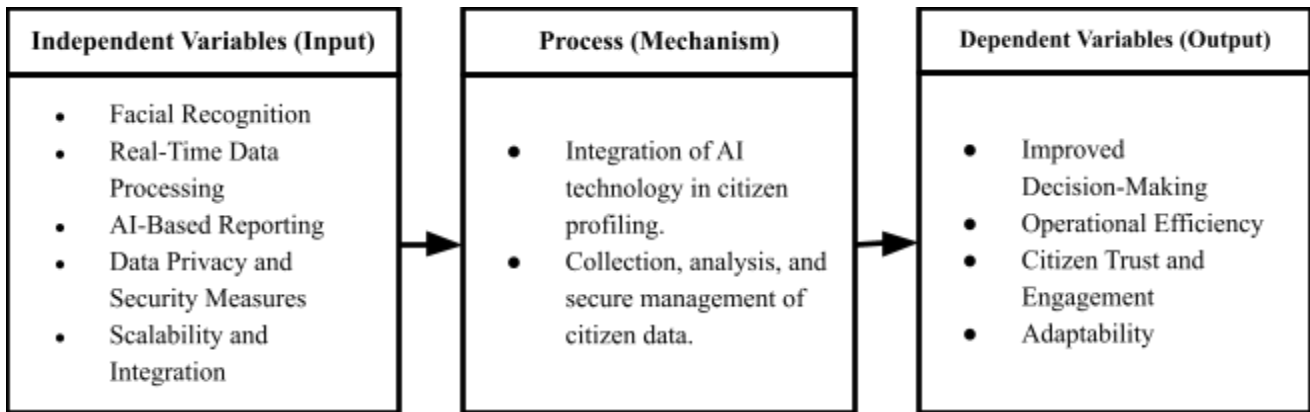 Independent Variables (Input)
• Facial Recognition
• Real-Time Data
Processing
• AI-Based Reporting
• Data Privacy and
Security Measures
• Scalability and
Integration
Process (Mechanism)
• Integration of AI
technology in citizen
profiling.
• Collection, analysis, and
secure management of
citizen data.
Dependent Variables (Output)
• Improved
Decision-Making
• Operational Efficiency
• Citizen Trust and
Engagement
• Adaptability